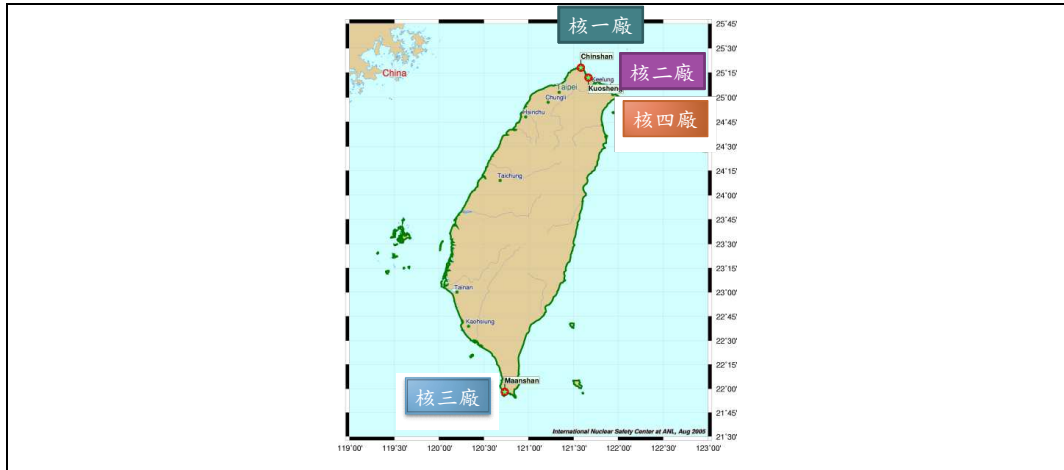 核一廠
25˚45'
25˚30'
Chinshan
China
核二廠
25˚15'
Keelung
Taipei
Kuosheng
Chungli
25˚00'
核四廠
Hsinchu
24˚45'
24˚30'
24˚15'
Taichung
24˚00'
23˚45'
23˚30'
23˚15'
Tainan
23˚00'
22˚45'
Kaohsiung
22˚30'
22˚15'
Maanshan
22˚00'
核三廠
21˚45'
International Nuclear Safety Center at ANL, Aug 2005
21˚30'
119˚00' 119˚30' 120˚00' 120˚30' 121˚00' 121˚30' 122˚00' 122˚30' 123˚00'